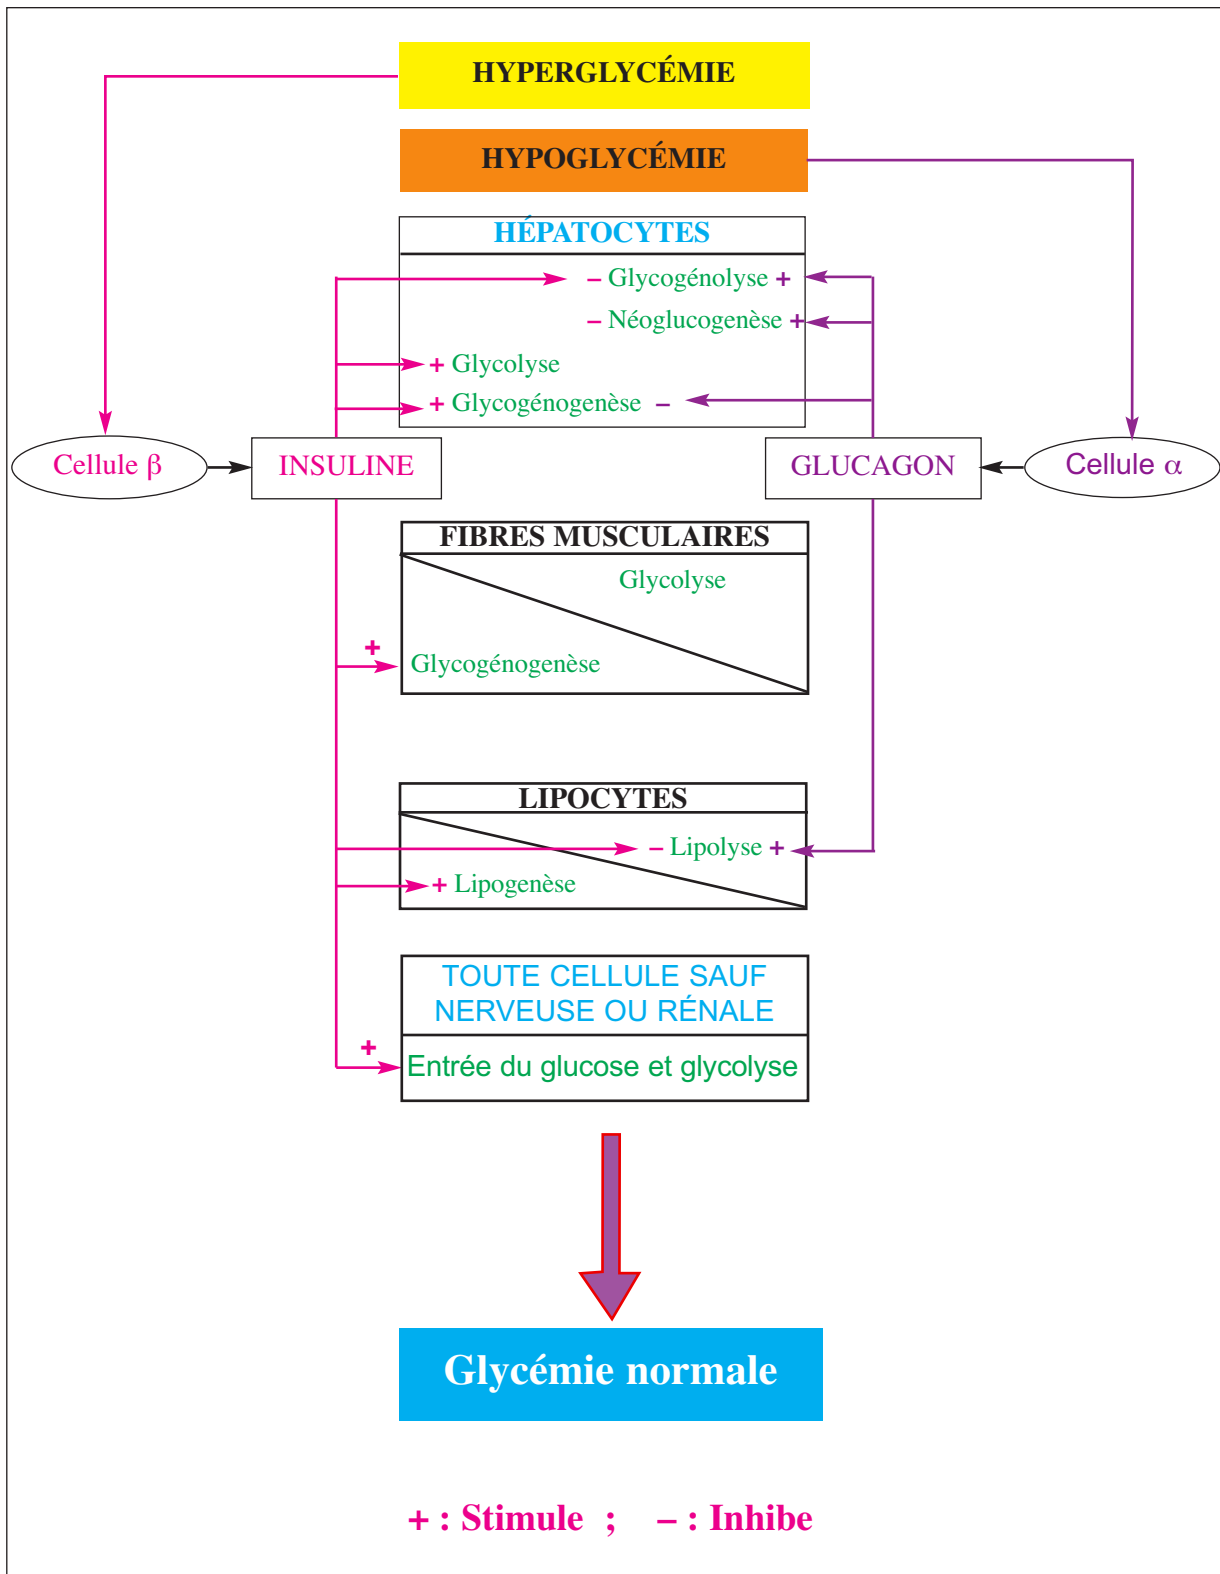 HYPERGLYCÉMIE
HYPOGLYCÉMIE
HÉPATOCYTES
– Glycogénolyse +
– Néoglucogenèse +
+ Glycolyse
+ Glycogénogenèse –
Cellule β
INSULINE
GLUCAGON
Cellule α
FIBRES MUSCULAIRES
Glycolyse
+
Glycogénogenèse
LIPOCYTES
– Lipolyse +
+ Lipogenèse
TOUTE CELLULE SAUF
NERVEUSE OU RÉNALE
+
Entrée du glucose et glycolyse
Glycémie normale
+ : Stimule ; – : Inhibe